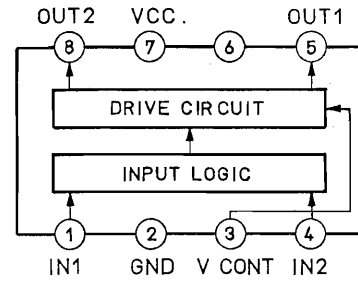 OUT2 VCC. OUT1
8 7 6 5
DRIVE CIRCUIT
INPUT LOGIC
1 2 3 4
IN1 GND V CONT IN2